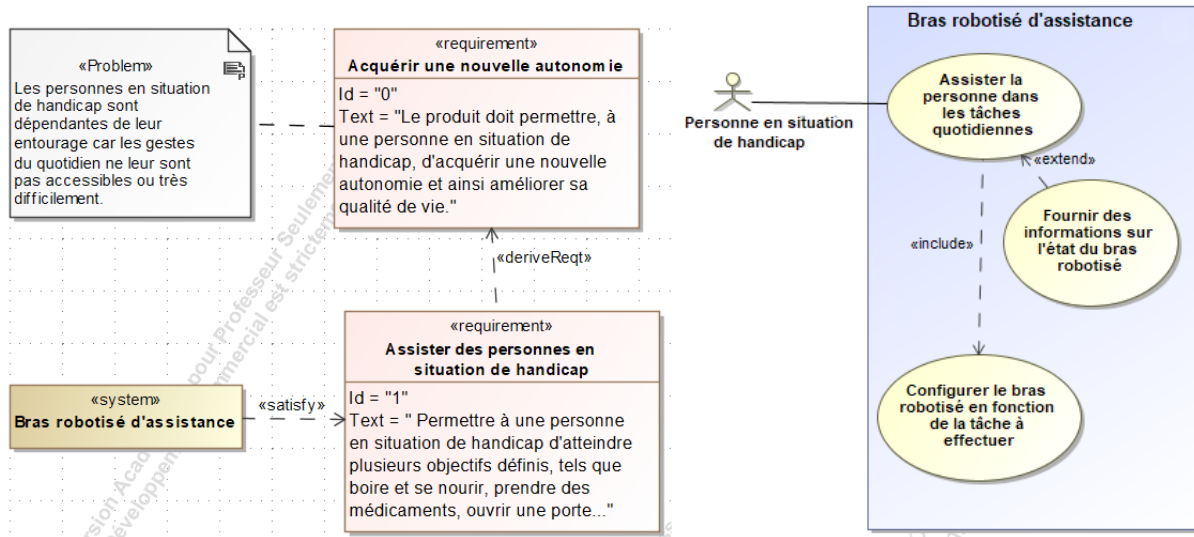 «Problem»
Les personnes en situation
de handicap sont
dépendantes de leur
entourage car les gestes
du quotidien ne leur sont
pas accessibles ou très
difficilement.
«requirement»
Acquérir une nouvelle autonomie
Id = "0"
Text = "Le produit doit permettre, à
une personne en situation de
handicap, d'acquérir une nouvelle
autonomie et ainsi améliorer sa
qualité de vie."
«deriveReqt»
«requirement»
Assister des personnes en
situation de handicap
Id = "1"
Text = " Permettre à une personne
en situation de handicap d'atteindre
plusieurs objectifs définis, tels que
boire et se nourir, prendre des
médicaments, ouvrir une porte..."
«system»
Bras robotisé d'assistance
«satisfy»
Personne en situation
de handicap
Bras robotisé d'assistance
Assister la
personne dans
les tâches
quotidiennes
«extend»
Fournir des
informations sur
l'état du bras
robotisé
«include»
Configurer le bras
robotisé en fonction
de la tâche à
effectuer
pour Professeur Seulement
commercial est